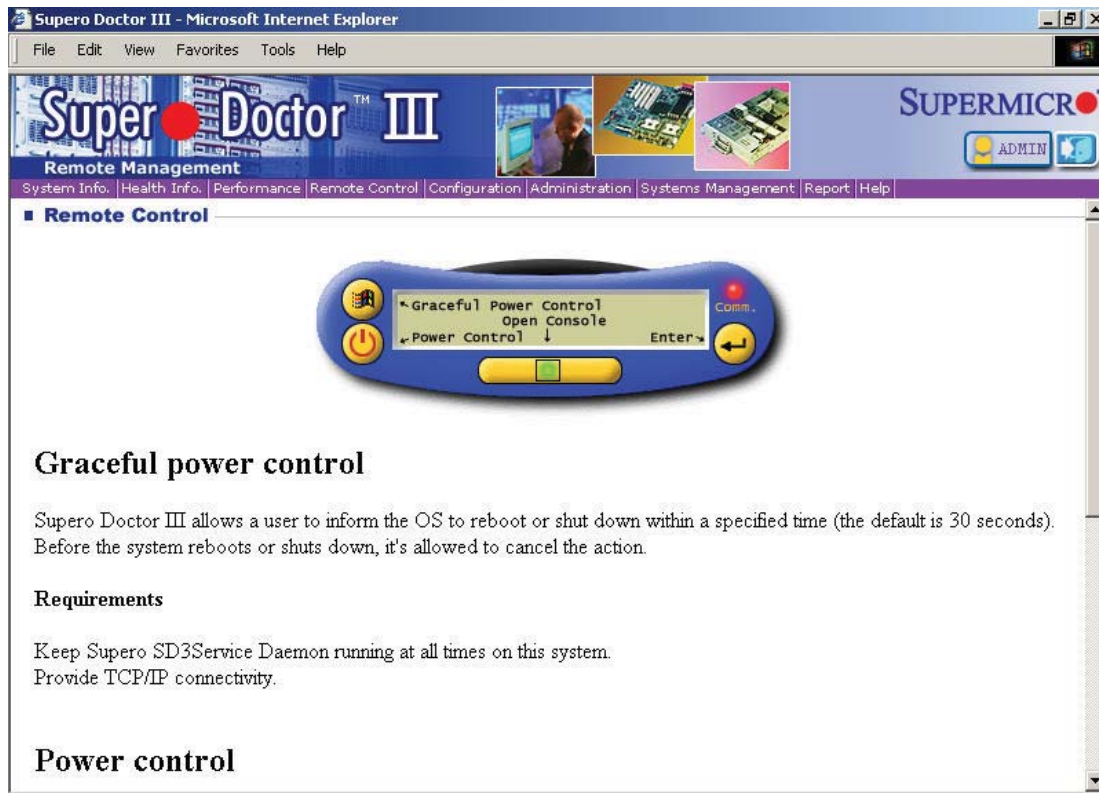 Supero Doctor III - Microsoft Internet Explorer
File Edit View Favorites Tools Help
Super Doctor™ III
Remote Management
SUPERMICR
ADMIN
System Info. Health Info. Performance Remote Control Configuration Administration Systems Management Report Help
Remote Control
Graceful Power Control
Open Console
Power Control Enter
Comm.
Graceful power control
Supero Doctor III allows a user to inform the OS to reboot or shut down within a specified time (the default is 30 seconds).
Before the system reboots or shuts down, it's allowed to cancel the action.
Requirements
Keep Supero SD3Service Daemon running at all times on this system.
Provide TCP/IP connectivity.
Power control